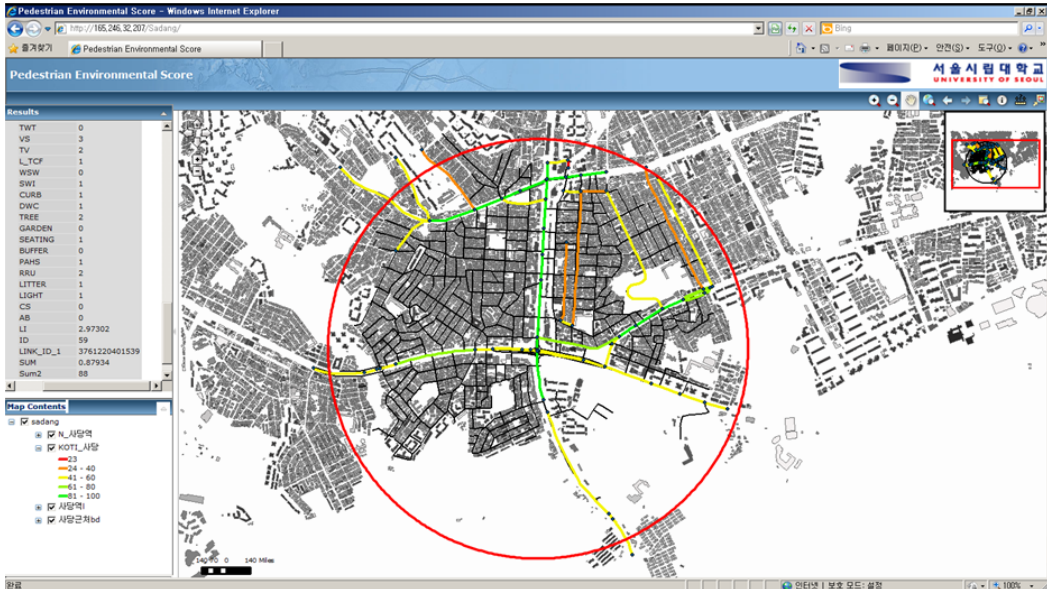 Pedestrian Environmental Score - Windows Internet Explorer
http://165,246,32,207/Sadang/
Bing
즐겨찾기
Pedestrian Environmental Score
페이지(P) 안전(S) 도구(O)
Pedestrian Environmental Score
서울시립대학교
UNIVERSITY OF SEOUL
Results
TWT 0
VS 3
TV 2
L_TCF 1
WSW 0
SWI 1
CURB 1
DWC 1
TREE 2
GARDEN 0
SEATING 1
BUFFER 0
PAHS 1
RRU 2
LITTER 1
LIGHT 1
CS 0
AB 0
LI 2.97302
ID 59
LINK_ID_1 3761220401539
SUM 0.87934
Sum2 88
Map Contents
sadang
N_사당역
KOTI_사당
23
24 - 40
41 - 60
61 - 80
81 - 100
사당역l
사당근처bd
140 70 0 140 Miles
완료
인터넷 | 보호 모드: 설정
100%